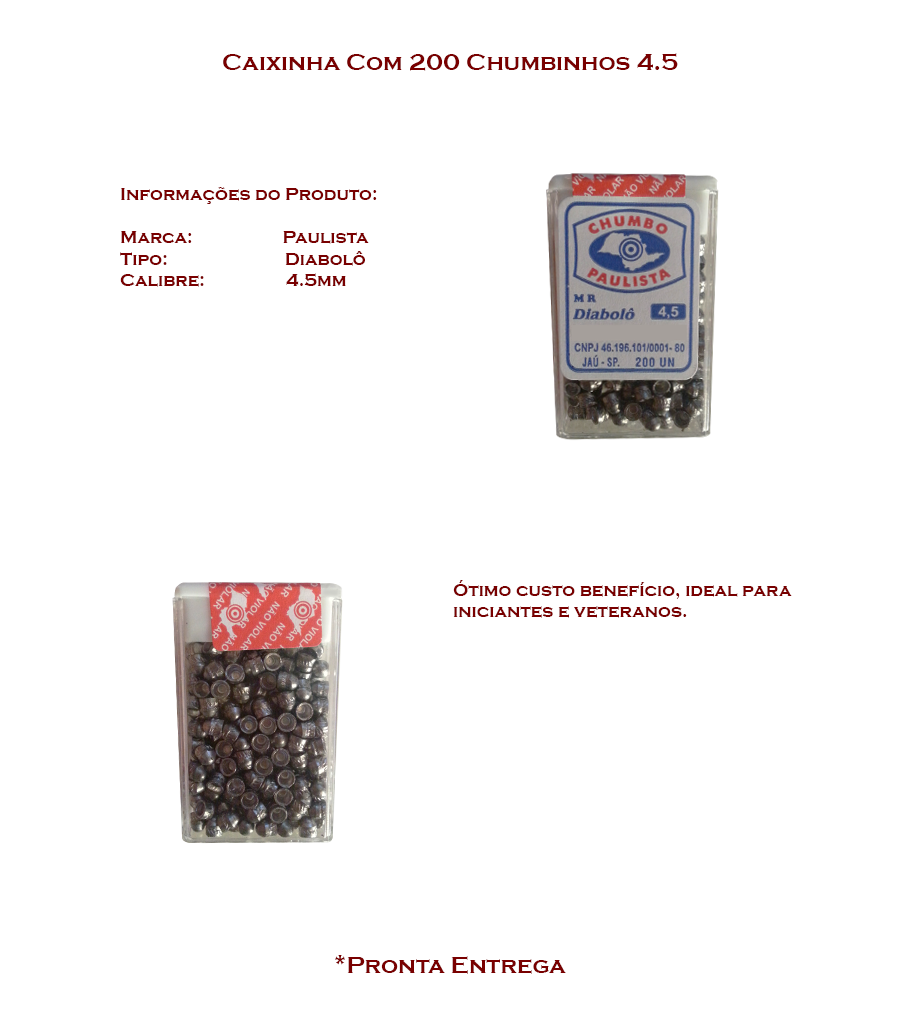 Caixinha Com 200 Chumbinhos 4.5
Informações do Produto:
Marca: Paulista
Tipo: Diabolô
Calibre: 4.5mm
NÃO VIOLAR
CHUMBO
PAULISTA
MR
Diabolô 4,5
CNPJ 46.196.101/0001-80
JAÚ - SP. 200 UN
NÃO VIOLAR
NÃO VIOLAR
Ótimo custo benefício, ideal para
iniciantes e veteranos.
*Pronta Entrega